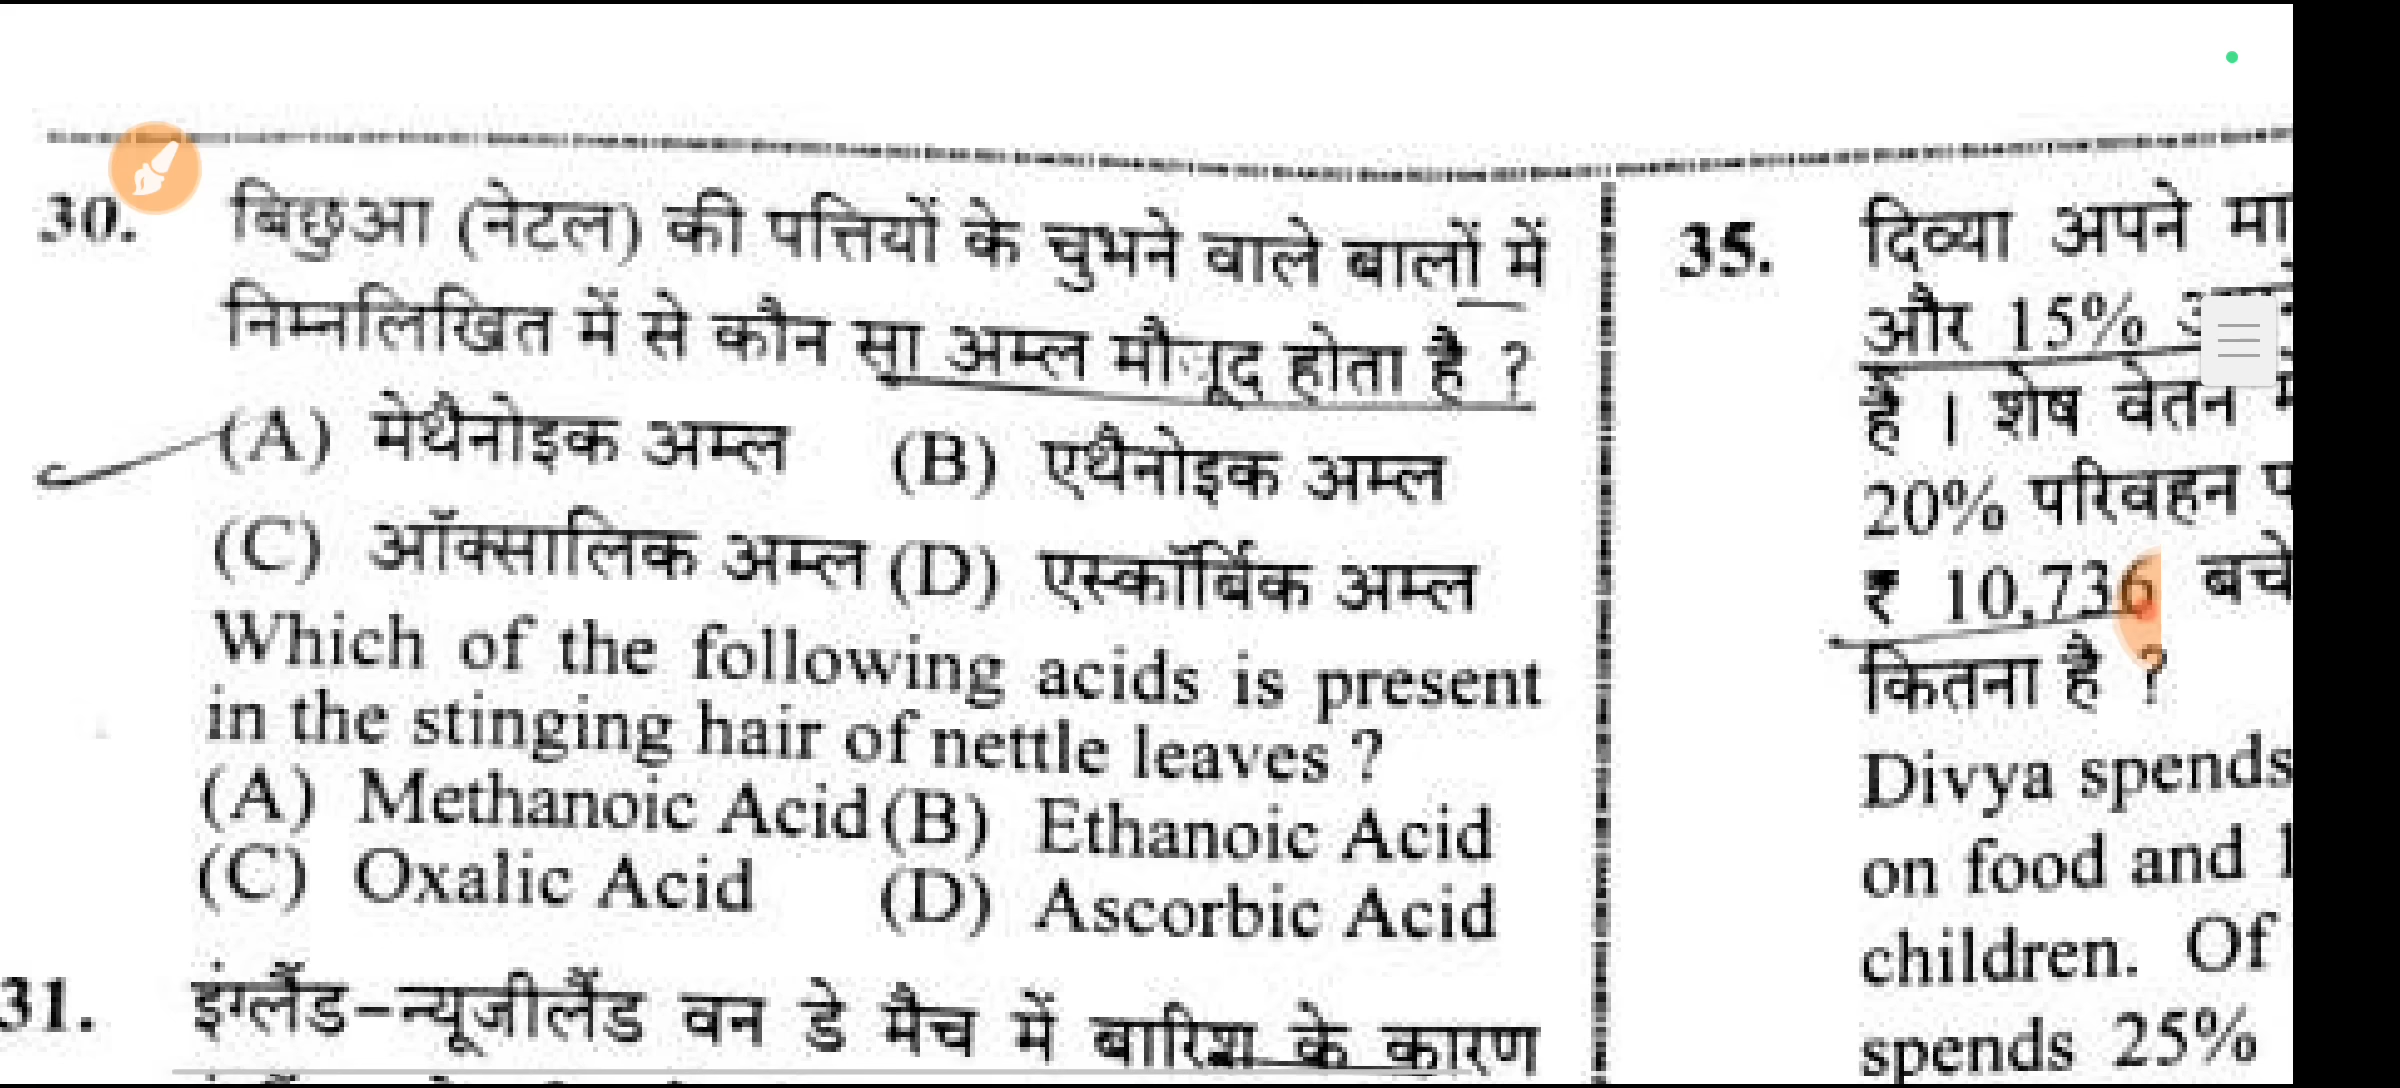 30. बिछुआ (नेटल) की पत्तियों के चुभने वाले बालों में
निम्नलिखित में से कौन सा अम्ल मौजूद होता है ?
(A) मेथैनोइक अम्ल (B) एथैनोइक अम्ल
(C) ऑक्सालिक अम्ल (D) एस्कॉर्बिक अम्ल
Which of the following acids is present
in the stinging hair of nettle leaves ?
(A) Methanoic Acid (B) Ethanoic Acid
(C) Oxalic Acid (D) Ascorbic Acid
31. इंग्लैंड-न्यूजीलैंड वन डे मैच में बारिश के कारण
35. दिव्या अपने
और 15%
है । शेष वेतन
20% परिवहन
₹ 10,736 बचे
कितना है ?
Divya spends
on food and
children. Of
spends 25%